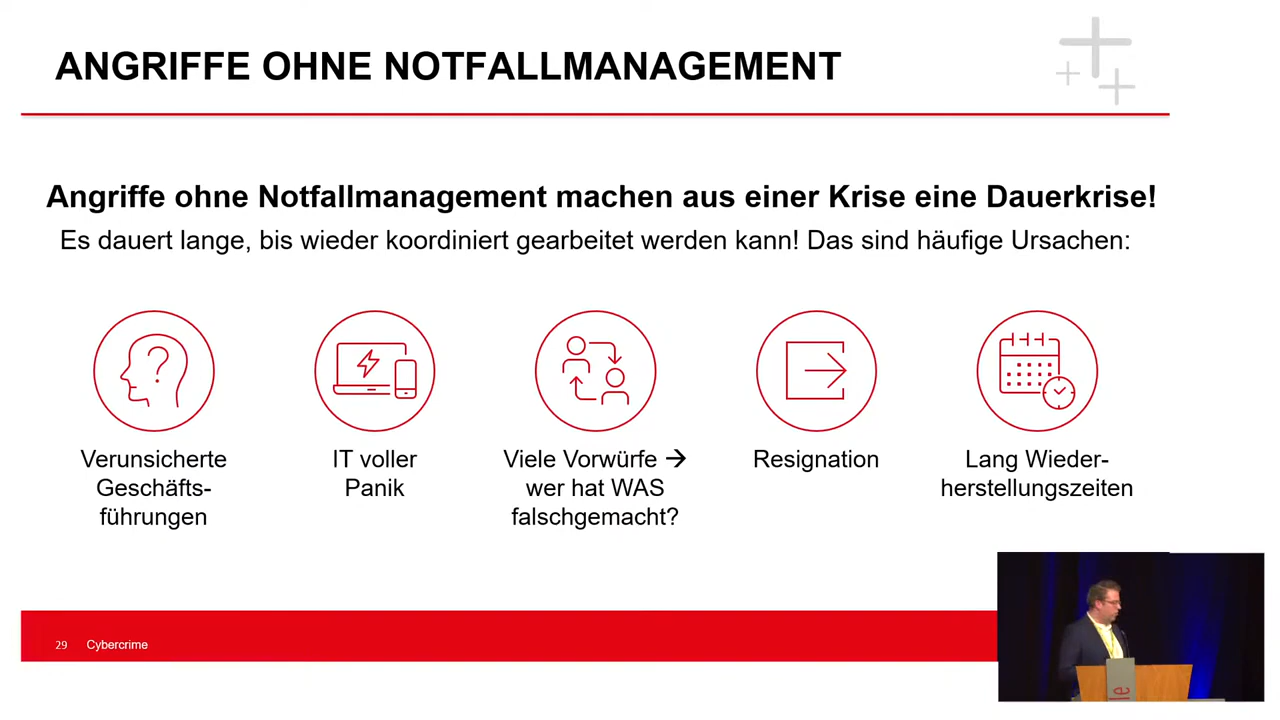 ANGRIFFE OHNE NOTFALLMANAGEMENT
Angriffe ohne Notfallmanagement machen aus einer Krise eine Dauerkrise!
Es dauert lange, bis wieder koordiniert gearbeitet werden kann! Das sind häufige Ursachen:
Verunsicherte
Geschäfts-
führungen
IT voller
Panik
Viele Vorwürfe →
wer hat WAS
falschgemacht?
Resignation
Lang Wieder-
herstellungszeiten
29 Cybercrime